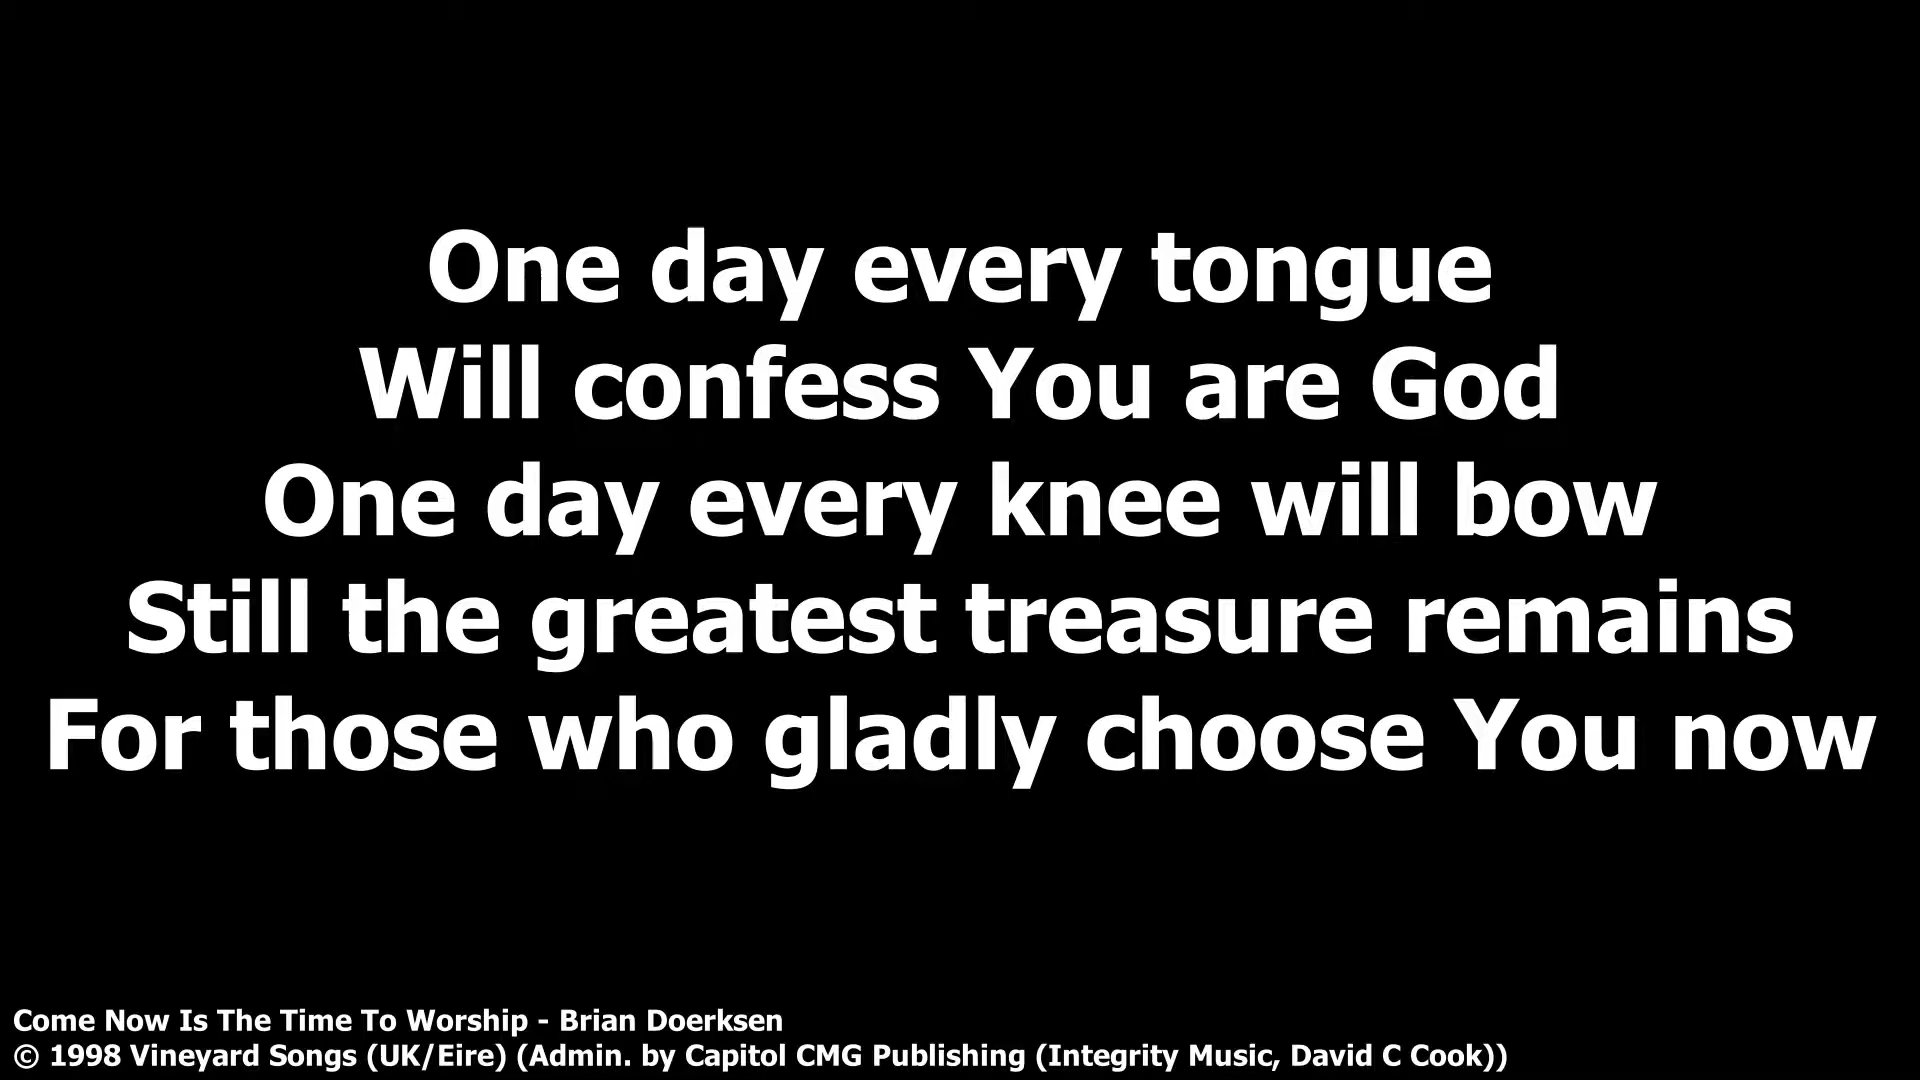 One day every tongue
Will confess You are God
One day every knee will bow
Still the greatest treasure remains
For those who gladly choose You now
Come Now Is The Time To Worship - Brian Doerksen
© 1998 Vineyard Songs (UK/Eire) (Admin. by Capitol CMG Publishing (Integrity Music, David C Cook))